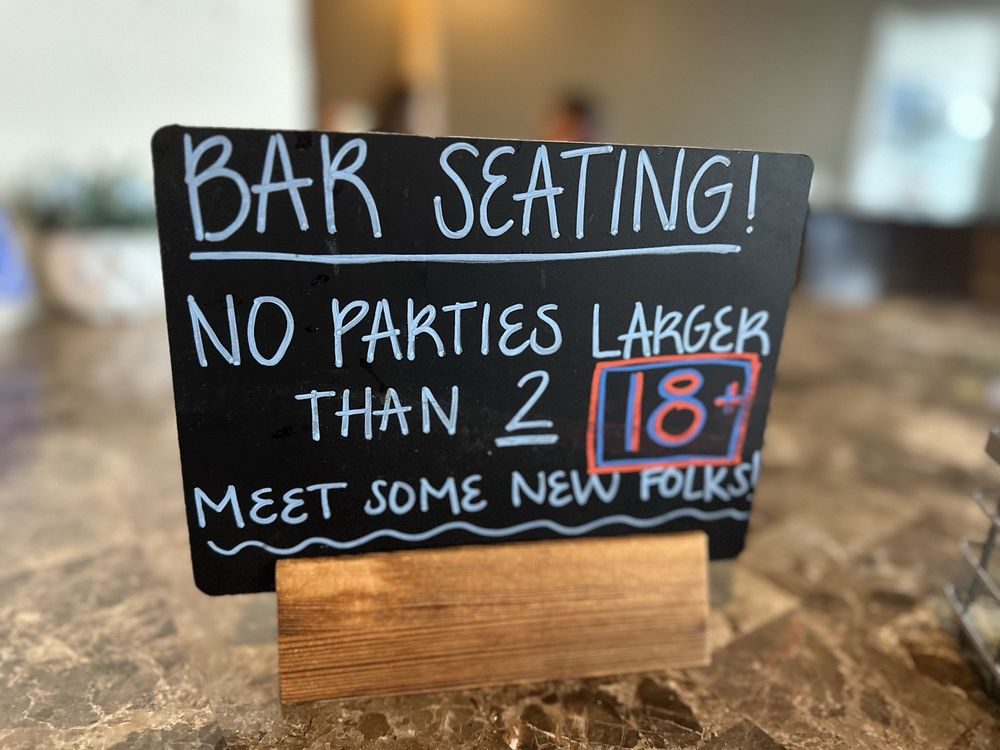 BAR SEATING!
NO PARTIES LARGER
THAN 2 18+
MEET SOME NEW FOLKS!